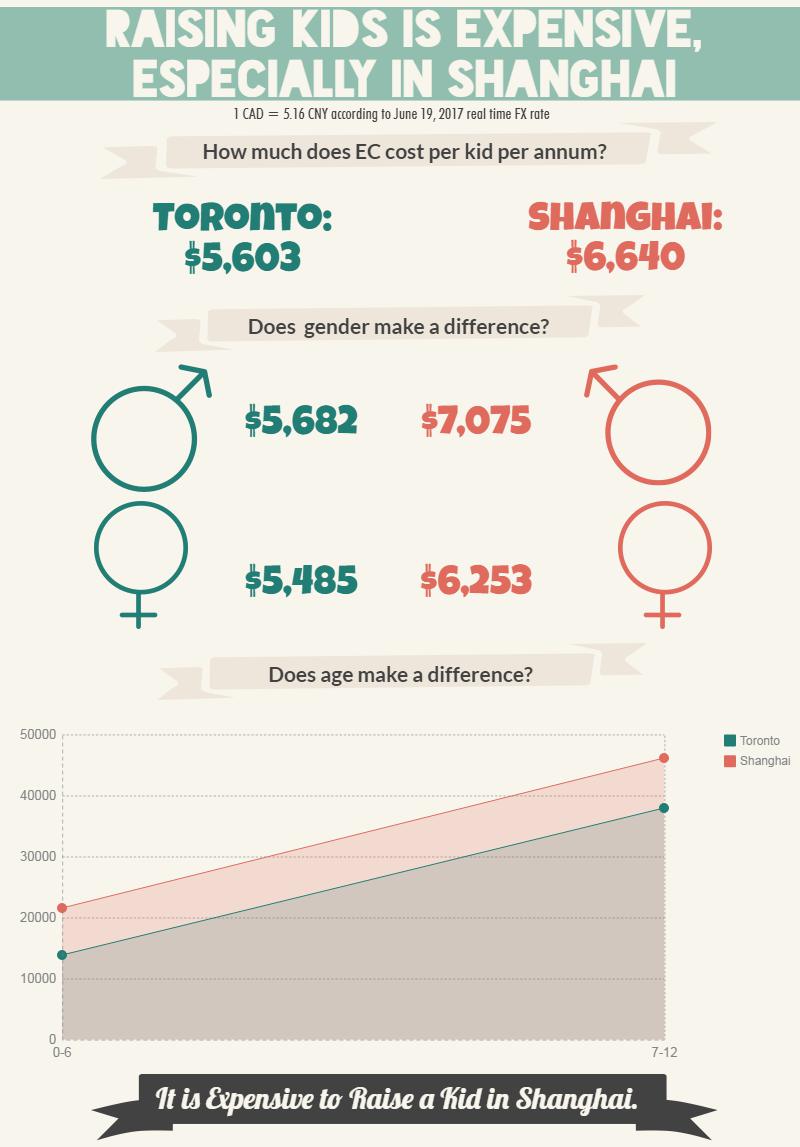 RAISING KIDS IS EXPENSIVE,
ESPECIALLY IN SHANGHAI
1 CAD = 5.16 CNY according to June 19, 2017 real time FX rate
How much does EC cost per kid per annum?
TORONTO:
$5,603
SHANGHAI:
$6,640
Does gender make a difference?
$5,682
$7,075
$5,485
$6,253
Does age make a difference?
50000
40000
30000
20000
10000
0
0-6
7-12
Toronto
Shanghai
It is Expensive to Raise a Kid in Shanghai.